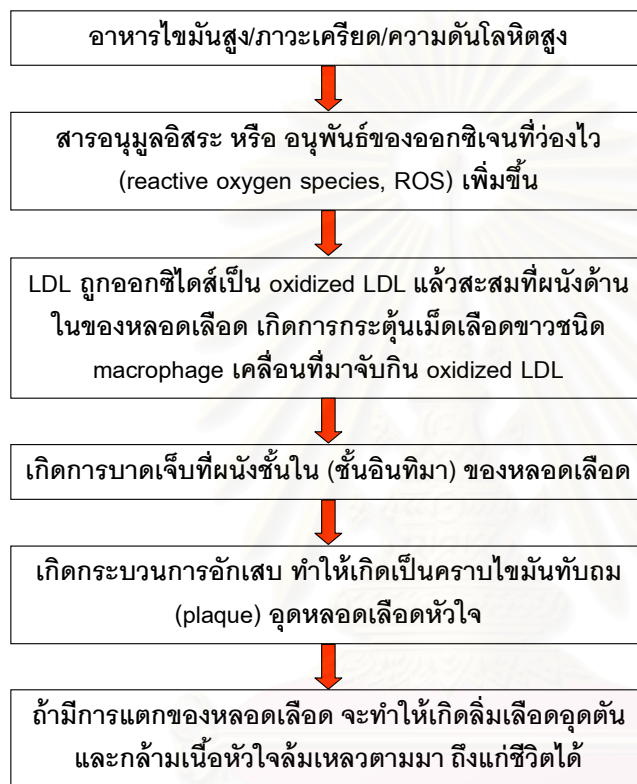 อาหารไขมันสูง/ภาวะเครียด/ความดันโลหิตสูง
สารอนุมูลอิสระ หรือ อนุพันธ์ของออกซิเจนที่ว่องไว
(reactive oxygen species, ROS) เพิ่มขึ้น
LDL ถูกออกซิไดส์เป็น oxidized LDL แล้วสะสมที่ผนังด้าน
ในของหลอดเลือด เกิดการกระตุ้นเม็ดเลือดขาวชนิด
macrophage เคลื่อนที่มาจับกิน oxidized LDL
เกิดการบาดเจ็บที่ผนังชั้นใน (ชั้นอินทิมา) ของหลอดเลือด
เกิดกระบวนการอักเสบ ทำให้เกิดเป็นคราบไขมันทับถม
(plaque) อุดหลอดเลือดหัวใจ
ถ้ามีการแตกของหลอดเลือด จะทำให้เกิดลิ่มเลือดอุดตัน
และกล้ามเนื้อหัวใจล้มเหลวตามมา ถึงแก่ชีวิตได้